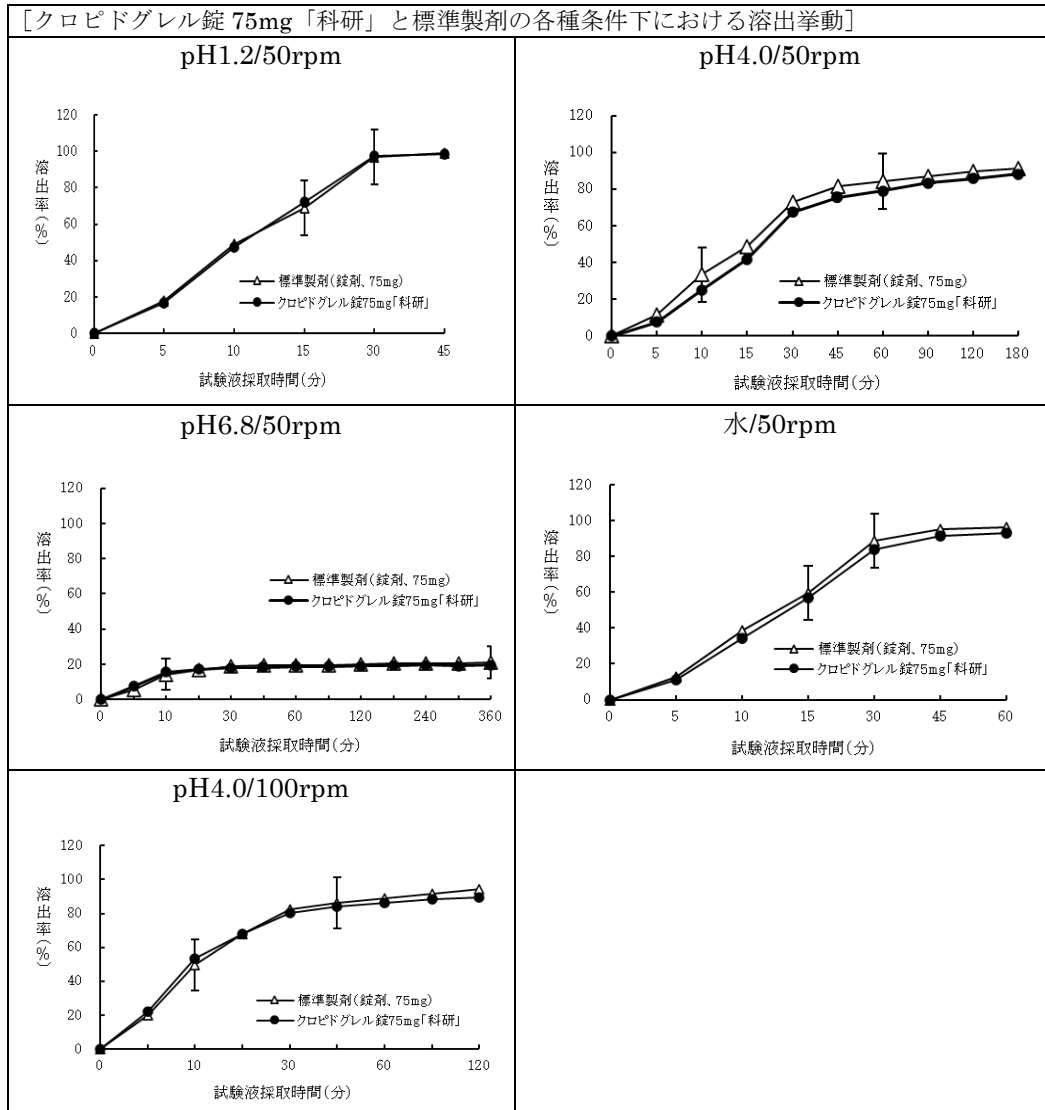 [クロピドグレル錠 75mg「科研」と標準製剤の各種条件下における溶出挙動]
pH1.2/50rpm
溶出率(%)
120
100
80
60
40
20
0
0 5 10 15 30 45
試験液採取時間(分)
標準製剤(錠剤、75mg)
クロピドグレル錠75mg「科研」
pH4.0/50rpm
溶出率(%)
120
100
80
60
40
20
0
0 5 10 15 30 45 60 90 120 180
試験液採取時間(分)
標準製剤(錠剤、75mg)
クロピドグレル錠75mg「科研」
pH6.8/50rpm
溶出率(%)
120
100
80
60
40
20
0
0 10 30 60 120 240 360
試験液採取時間(分)
標準製剤(錠剤、75mg)
クロピドグレル錠75mg「科研」
水/50rpm
溶出率(%)
120
100
80
60
40
20
0
0 5 10 15 30 45 60
試験液採取時間(分)
標準製剤(錠剤、75mg)
クロピドグレル錠75mg「科研」
pH4.0/100rpm
溶出率(%)
120
100
80
60
40
20
0
0 10 30 60 120
試験液採取時間(分)
標準製剤(錠剤、75mg)
クロピドグレル錠75mg「科研」